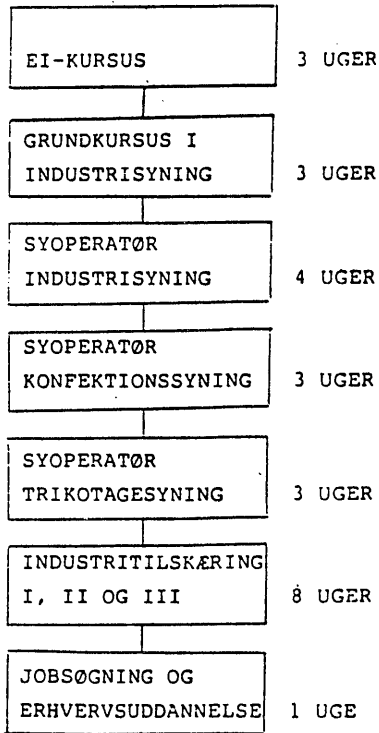 EI-KURSUS 3 UGER
GRUNDKURSUS I
INDUSTRISYNING 3 UGER
SYOPERATØR
INDUSTRISYNING 4 UGER
SYOPERATØR
KONFEKTIONSSYNING 3 UGER
SYOPERATØR
TRIKOTAGESYNING 3 UGER
INDUSTRITILSKÆRING
I, II OG III 8 UGER
JOBSØGNING OG
ERHVERVSUDDANNELSE 1 UGE